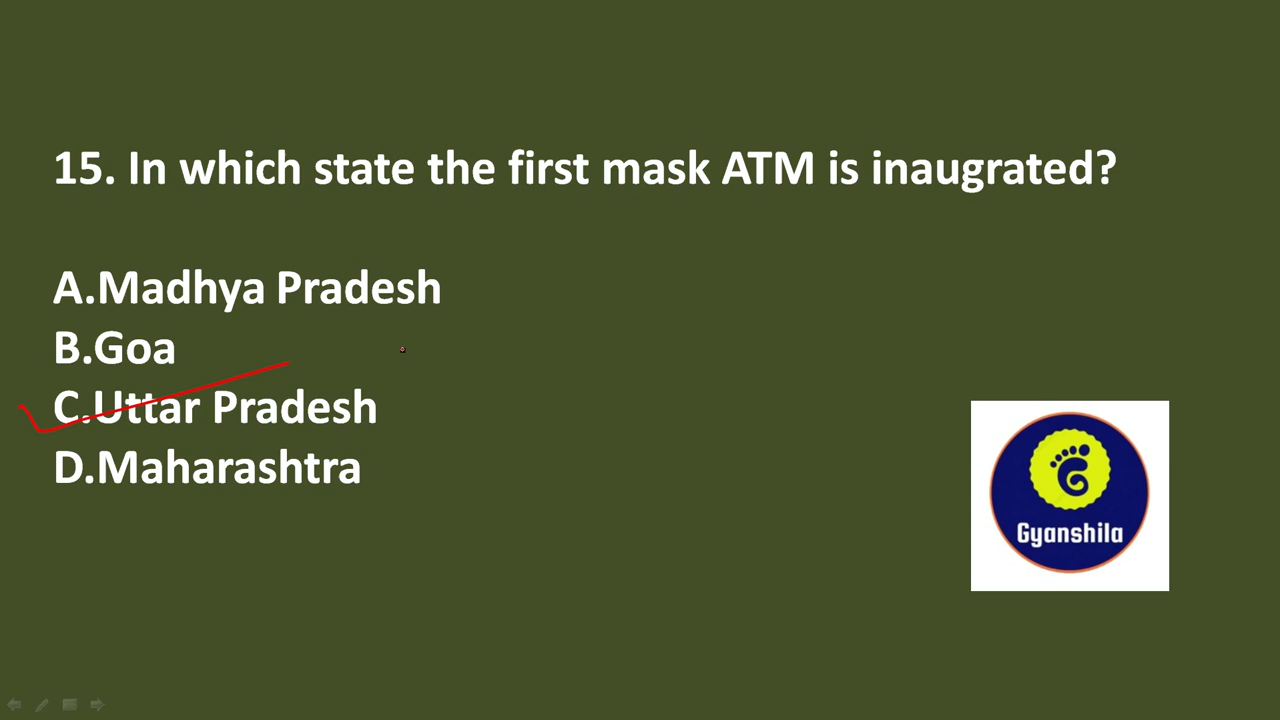 15. In which state the first mask ATM is inaugrated?
A.Madhya Pradesh
B.Goa
C.Uttar Pradesh
D.Maharashtra
Gyanshila